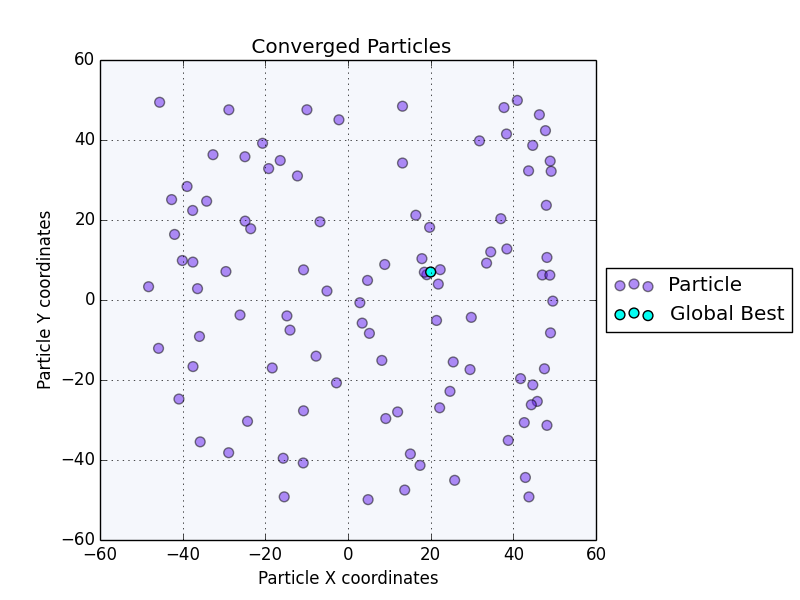 Converged Particles
60
40
20
0
−20
−40
−60
−60 −40 −20 0 20 40 60
Particle Y coordinates
Particle X coordinates
Particle
Global Best